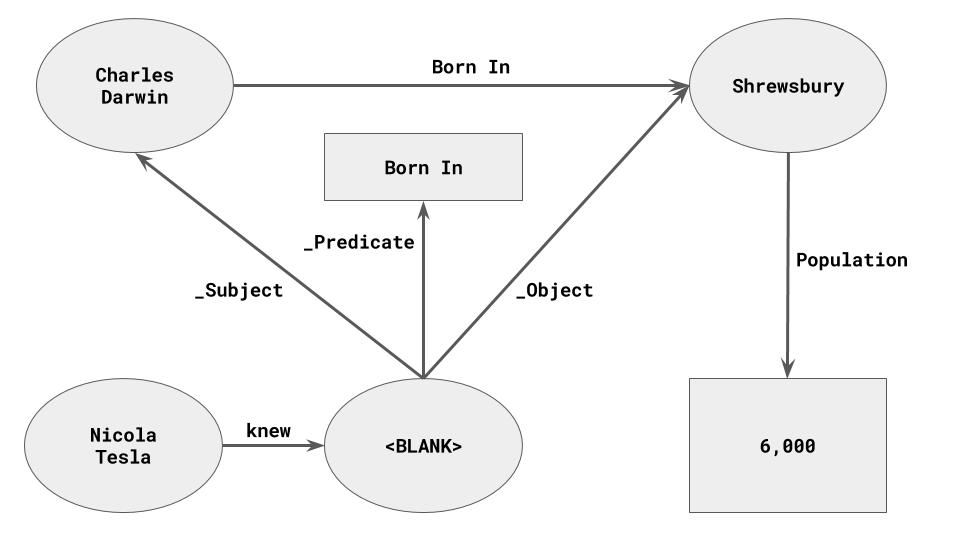 Charles
Darwin
Born In
Shrewsbury
Born In
_Predicate
Population
_Subject
_Object
Nicola
Tesla
knew
<BLANK>
6,000